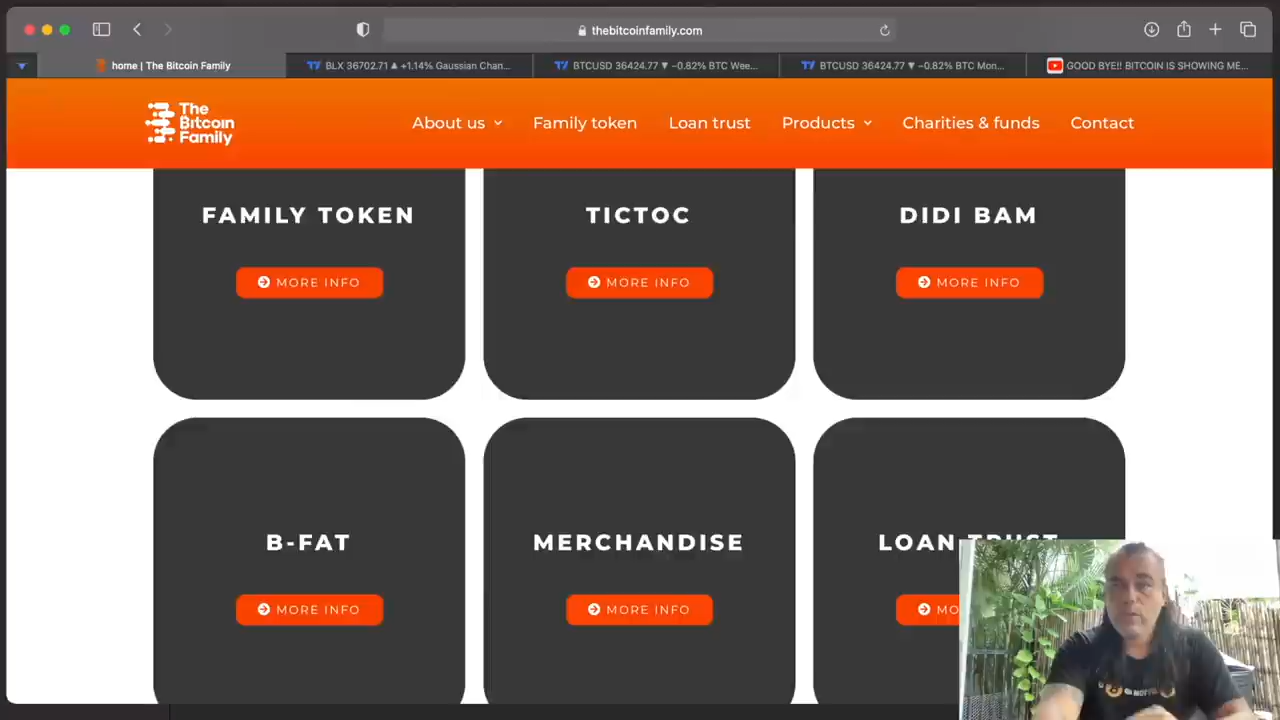 thebitcoinfamily.com
home | The Bitcoin Family
BLX 36702.71 ▲ +1.14% Gaussian Chan...
BTCUSD 36424.77 ▼ −0.82% BTC Wee...
BTCUSD 36424.77 ▼ −0.82% BTC Mon...
GOOD BYE!! BITCOIN IS SHOWING ME...
The
Bitcoin
Family
About us
Family token
Loan trust
Products
Charities & funds
Contact
FAMILY TOKEN
TICTOC
DIDI BAM
MORE INFO
MORE INFO
MORE INFO
B-FAT
MERCHANDISE
LOAN TRUST
MORE INFO
MORE INFO
MO